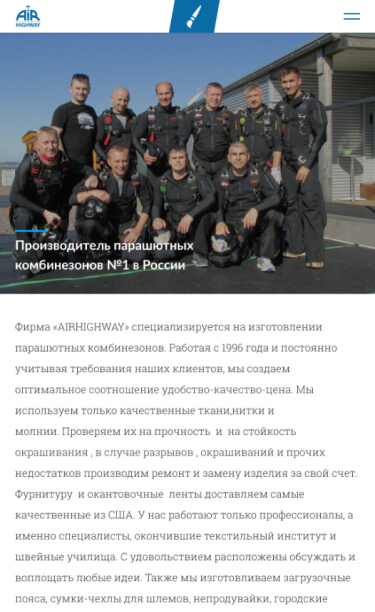 AIR
HIGHWAY
Производитель парашютных
комбинезонов №1 в России
Фирма «AIRHIGHWAY» специализируется на изготовлении
парашютных комбинезонов. Работая с 1996 года и постоянно
учитывая требования наших клиентов, мы создаем
оптимальное соотношение удобство-качество-цена. Мы
используем только качественные ткани,нитки и
молнии. Проверяем их на прочность и на стойкость
окрашивания , в случае разрывов , окрашиваний и прочих
недостатков производим ремонт и замену изделия за свой счет.
Фурнитуру и окантовочные ленты доставляем самые
качественные из США. У нас работают только профессионалы, а
именно специалисты, окончившие текстильный институт и
швейные училища. С удовольствием расположены обсуждать и
воплощать любые идеи. Также мы изготовливаем загрузочные
пояса, сумки-чехлы для шлемов, непродувайки, городские